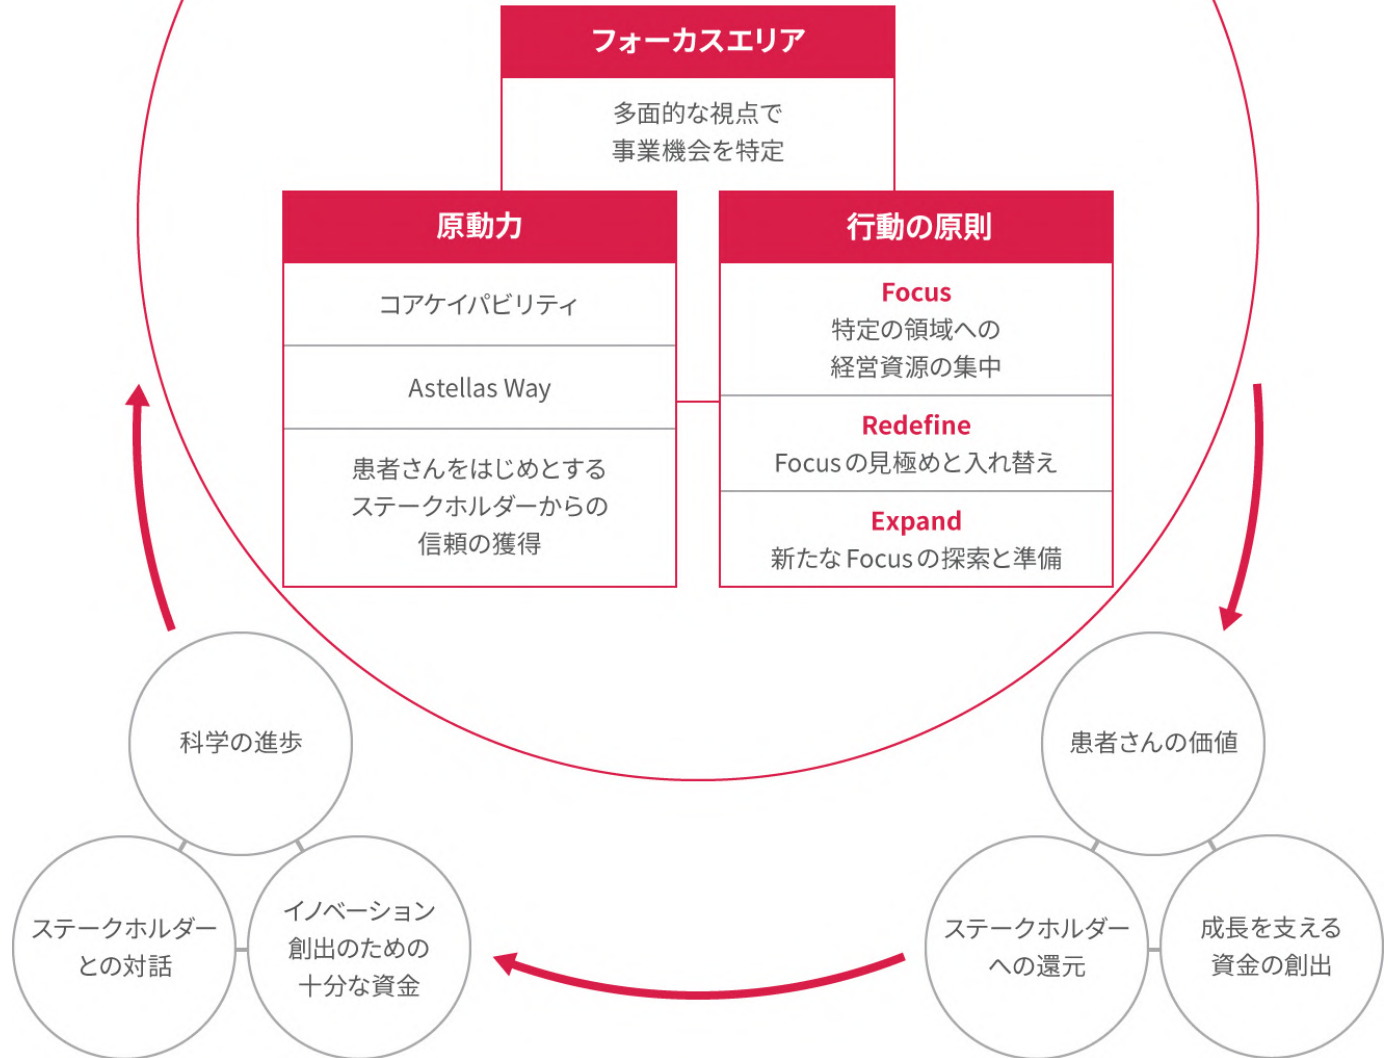 フォーカスエリア
多面的な視点で
事業機会を特定
原動力
コアケイパビリティ
Astellas Way
患者さんをはじめとする
ステークホルダーからの
信頼の獲得
行動の原則
Focus
特定の領域への
経営資源の集中
Redefine
Focusの見極めと入れ替え
Expand
新たなFocusの探索と準備
科学の進歩
ステークホルダー
との対話
イノベーション
創出のための
十分な資金
患者さんの価値
ステークホルダー
への還元
成長を支える
資金の創出